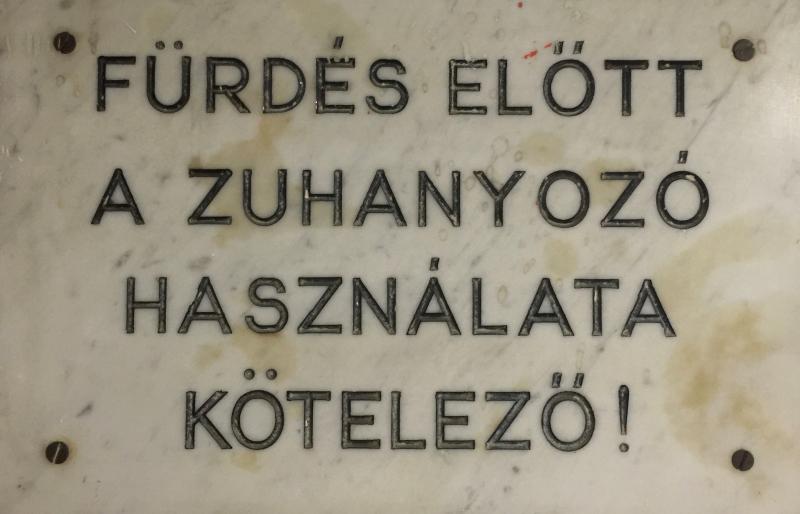 FÜRDÉS ELŐTT
A ZUHANYOZÓ
HASZNÁLATA
KÖTELEZŐ!